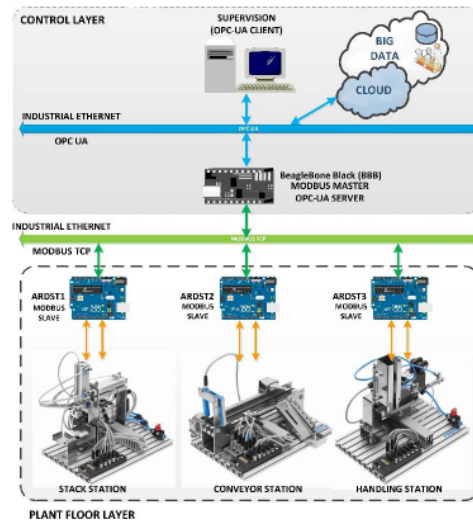 CONTROL LAYER
SUPERVISION
(OPC-UA CLIENT)
BIG
DATA
CLOUD
INDUSTRIAL ETHERNET
OPC UA
OPC UA
BeagleBone Black (BBB)
MODBUS MASTER
OPC-UA SERVER
INDUSTRIAL ETHERNET
MODBUS TCP
MODBUS TCP
ARDST1
MODBUS
SLAVE
ARDST2
MODBUS
SLAVE
ARDST3
MODBUS
SLAVE
STACK STATION
CONVEYOR STATION
HANDLING STATION
PLANT FLOOR LAYER